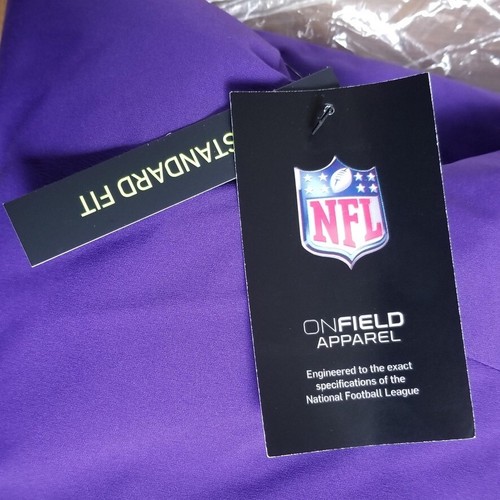 STANDARD FIT
NFL
ONFIELD
APPAREL
Engineered to the exact
specifications of the
National Football League